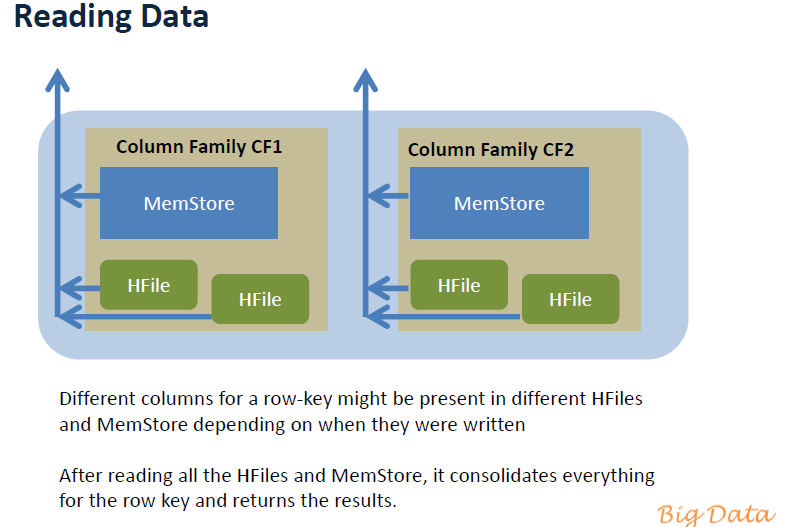 Reading Data
Column Family CF1
Column Family CF2
MemStore
MemStore
HFile
HFile
HFile
HFile
Different columns for a row-key might be present in different HFiles
and MemStore depending on when they were written
After reading all the HFiles and MemStore, it consolidates everything
for the row key and returns the results.
Big Data